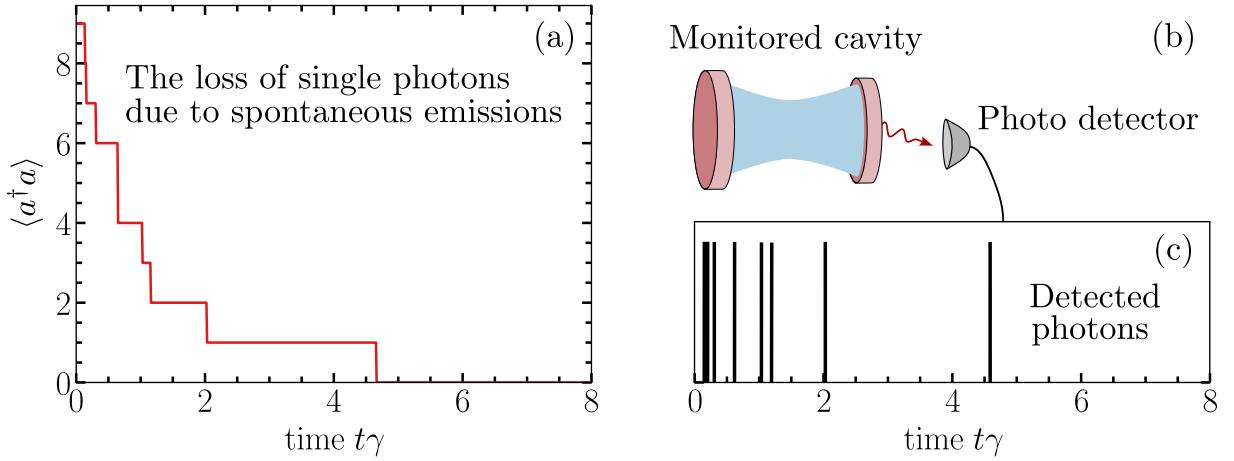 (a)
The loss of single photons
due to spontaneous emissions
⟨a†a⟩
8
6
4
2
0
0 2 4 6 8
time tγ
Monitored cavity
(b)
Photo detector
(c)
Detected
photons
0 2 4 6 8
time tγ